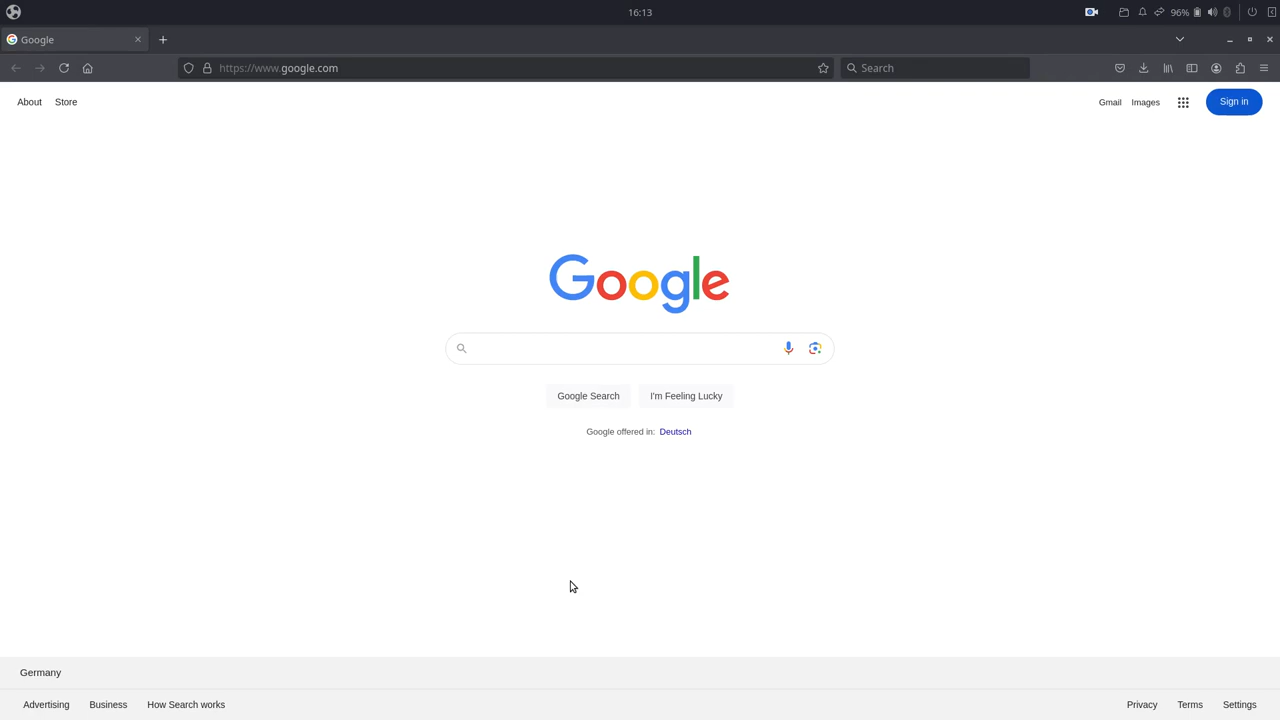 16:13
96%
Google
https://www.google.com
Search
About Store
Gmail Images Sign in
Google
Google Search I'm Feeling Lucky
Google offered in: Deutsch
Germany
Advertising Business How Search works
Privacy Terms Settings